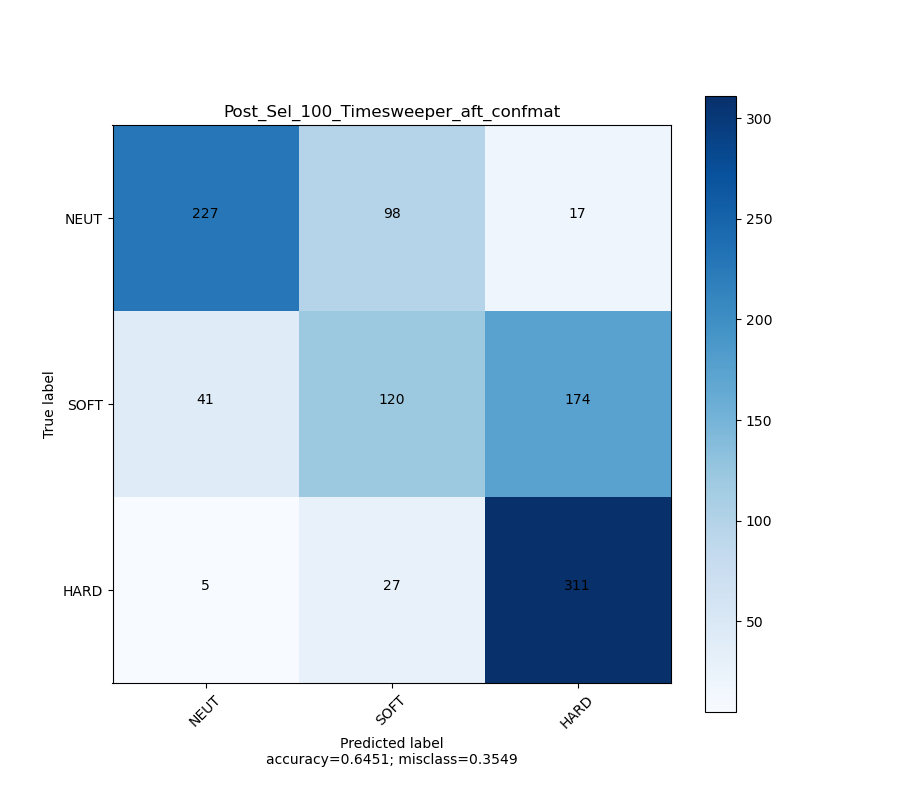 Post_Sel_100_Timesweeper_aft_confmat
NEUT 227 98 17
SOFT 41 120 174
HARD 5 27 311
True label
NEUT SOFT HARD
Predicted label
accuracy=0.6451; misclass=0.3549
300
250
200
150
100
50